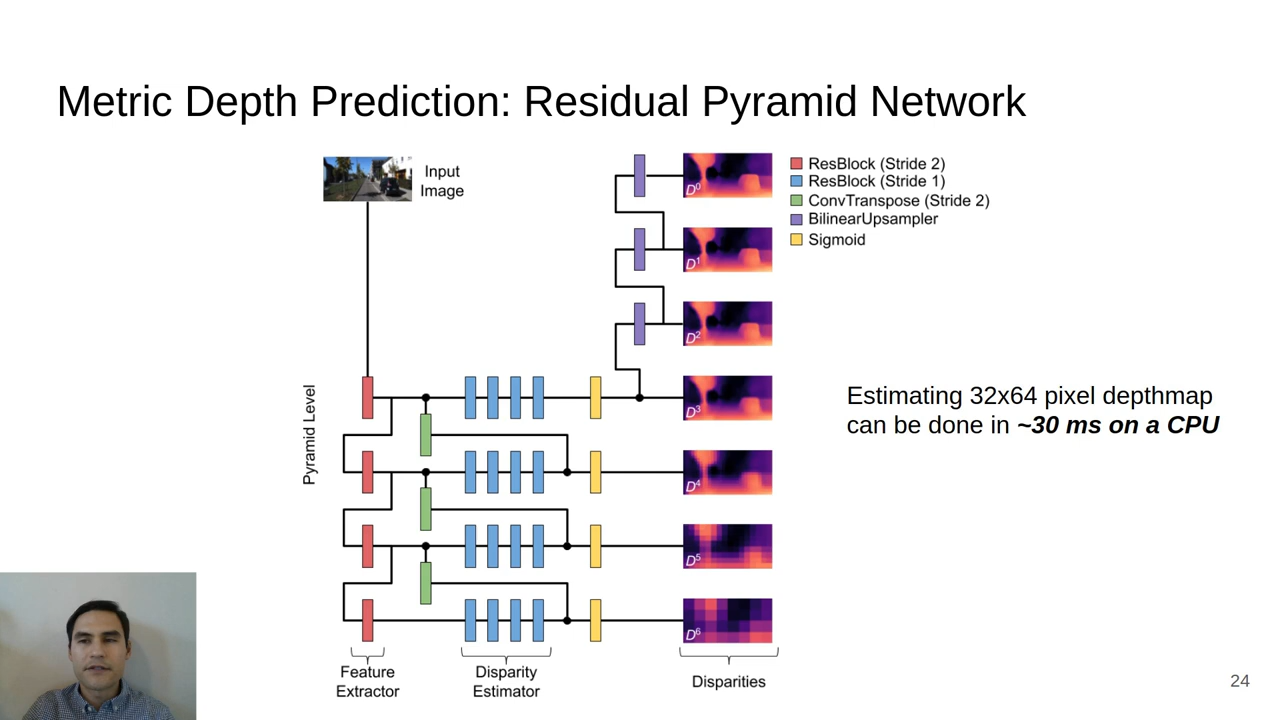 Metric Depth Prediction: Residual Pyramid Network
Input
Image
ResBlock (Stride 2)
ResBlock (Stride 1)
ConvTranspose (Stride 2)
BilinearUpsampler
Sigmoid
D⁰
D¹
D²
D³
D⁴
D⁵
D⁶
Pyramid Level
Estimating 32x64 pixel depthmap
can be done in ~30 ms on a CPU
Feature
Extractor
Disparity
Estimator
Disparities
24